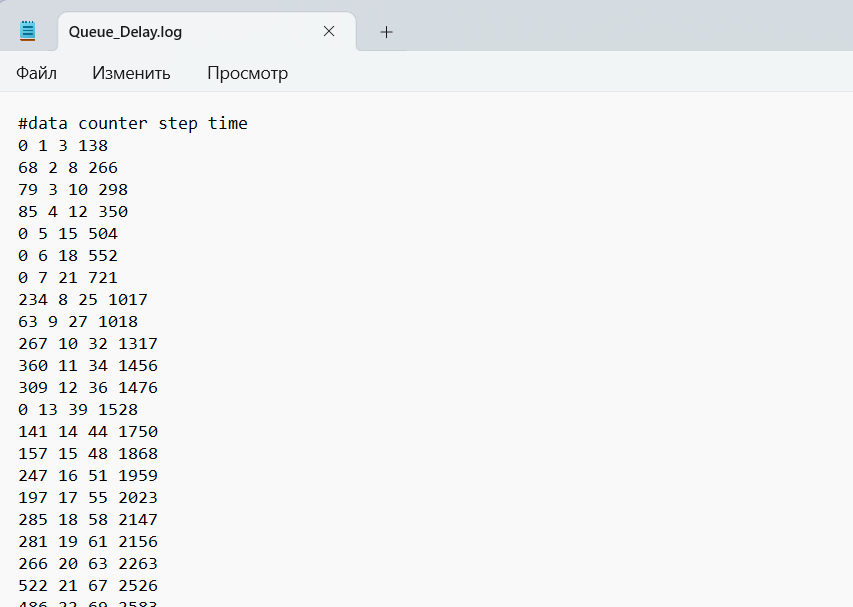 Queue_Delay.log
Файл Изменить Просмотр
#data counter step time
0 1 3 138
68 2 8 266
79 3 10 298
85 4 12 350
0 5 15 504
0 6 18 552
0 7 21 721
234 8 25 1017
63 9 27 1018
267 10 32 1317
360 11 34 1456
309 12 36 1476
0 13 39 1528
141 14 44 1750
157 15 48 1868
247 16 51 1959
197 17 55 2023
285 18 58 2147
281 19 61 2156
266 20 63 2263
522 21 67 2526
486 22 69 2583